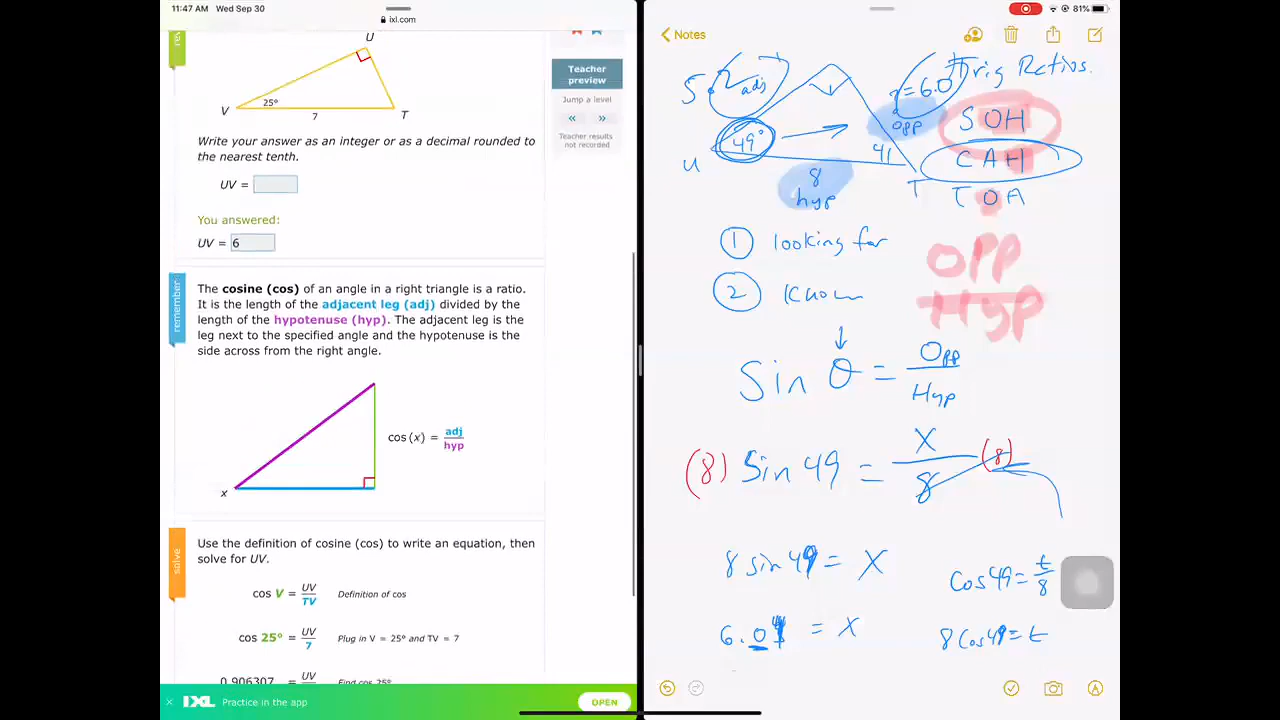 11:47 AM Wed Sep 30
ixl.com
81%
U
V
25°
7
T
Write your answer as an integer or as a decimal rounded to
the nearest tenth.
UV =
You answered:
UV = 6
remember
The cosine (cos) of an angle in a right triangle is a ratio.
It is the length of the adjacent leg (adj) divided by the
length of the hypotenuse (hyp). The adjacent leg is the
leg next to the specified angle and the hypotenuse is the
side across from the right angle.
cos (x) = adj
hyp
x
solve
Use the definition of cosine (cos) to write an equation, then
solve for UV.
cos V = UV
TV
Definition of cos
cos 25° = UV
7
Plug in V = 25° and TV = 7
0.906307 = UV
Find cos 25°
Teacher
preview
Jump a level
« »
Teacher results
not recorded
× IXL Practice in the app OPEN
Notes
Trig Ratios.
5.2 adj
=6.0
opp
SOH
49°
41
CAH
U
8
hyp
T
TOA
1 looking for
2 Known
OPP
Hyp
Sin θ = Opp
Hyp
(8) Sin 49 = X
8
(8)
8 sin 49 = X
Cos 49 = t
8
= X
8 Cos 49 = t